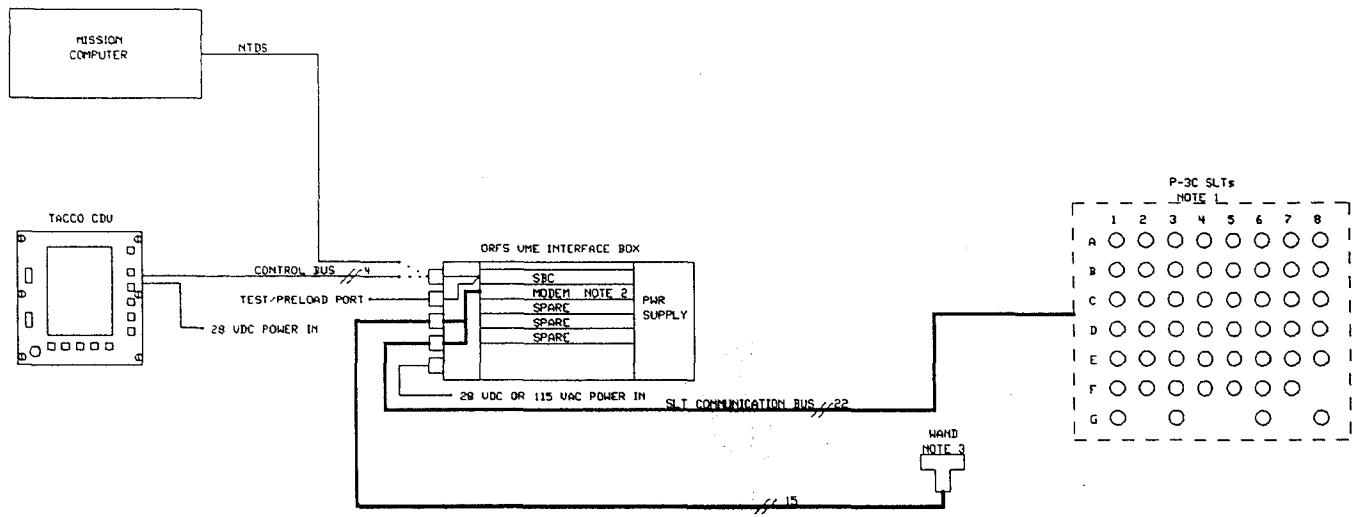 MISSION
COMPUTER
NTDS
TACCO CDU
CONTROL BUS 4
TEST/PRELOAD PORT
28 VDC POWER IN
ORFS VME INTERFACE BOX
SBC
MODEM NOTE 2
SPARE
SPARE
SPARE
PWR
SUPPLY
28 VDC OR 115 VAC POWER IN
SLT COMMUNICATION BUS 22
WAND
NOTE 3
15
P-3C SLTs
NOTE 1
1 2 3 4 5 6 7 8
A
B
C
D
E
F
G